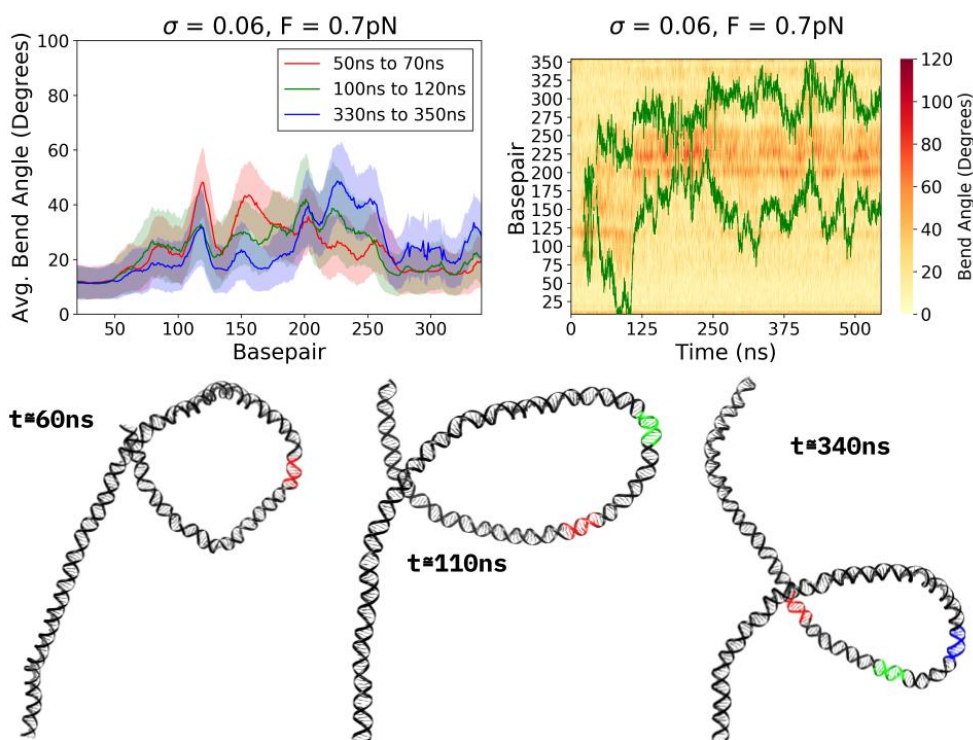 σ = 0.06, F = 0.7pN
Avg. Bend Angle (Degrees)
100
80
60
40
20
0
50ns to 70ns
100ns to 120ns
330ns to 350ns
50
100
150
200
250
300
Basepair
σ = 0.06, F = 0.7pN
Basepair
350
325
300
275
250
225
200
175
150
125
100
75
50
25
0
125
250
375
500
Time (ns)
120
100
80
60
40
20
0
Bend Angle (Degrees)
t≅60ns
t≅110ns
t≅340ns